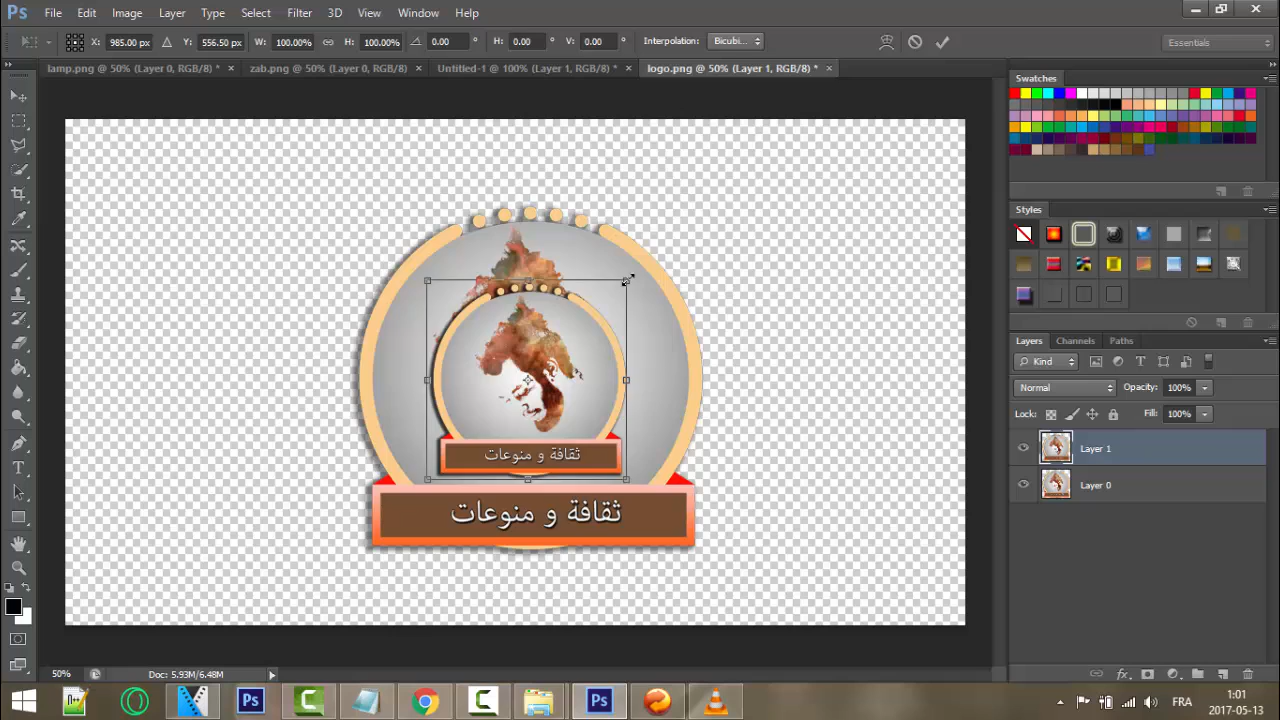 Ps File Edit Image Layer Type Select Filter 3D View Window Help
X: 985.00 px Y: 556.50 px W: 100.00% H: 100.00% 0.00 ° H: 0.00 ° V: 0.00 ° Interpolation: Bicubi... Essentials
lamp.png @ 50% (Layer 0, RGB/8) * × zab.png @ 50% (Layer 0, RGB/8) * × Untitled-1 @ 100% (Layer 1, RGB/8) * × logo.png @ 50% (Layer 1, RGB/8) * ×
Swatches
Styles
Layers Channels Paths
Kind
Normal Opacity: 100%
Lock: Fill: 100%
Layer 1
Layer 0
ثقافة و منوعات
ثقافة و منوعات
50% Doc: 5.93M/6.48M
FRA 1:01
2017-05-13